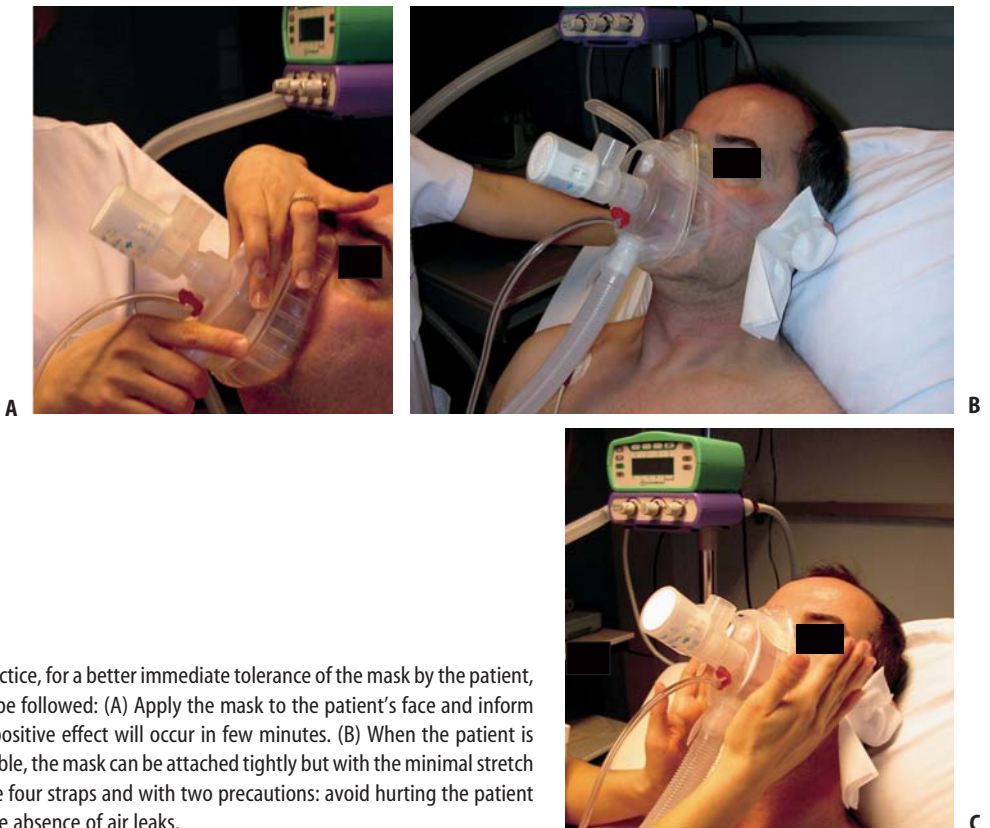 A
B
C
ctice, for a better immediate tolerance of the mask by the patient,
be followed: (A) Apply the mask to the patient's face and inform
positive effect will occur in few minutes. (B) When the patient is
ble, the mask can be attached tightly but with the minimal stretch
e four straps and with two precautions: avoid hurting the patient
e absence of air leaks.